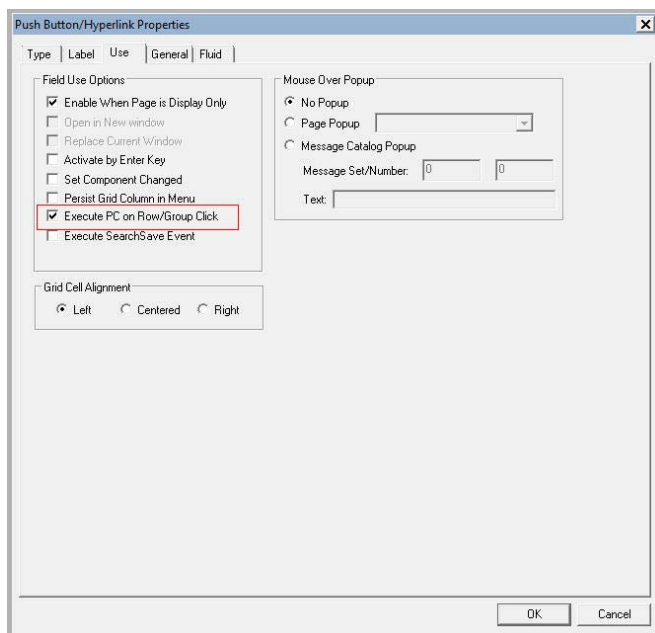 Push Button/Hyperlink Properties
Type Label Use General Fluid
Field Use Options
Enable When Page is Display Only
Open in New window
Replace Current Window
Activate by Enter Key
Set Component Changed
Persist Grid Column in Menu
Execute PC on Row/Group Click
Execute SearchSave Event
Grid Cell Alignment
Left Centered Right
Mouse Over Popup
No Popup
Page Popup
Message Catalog Popup
Message Set/Number: 0 0
Text:
OK Cancel